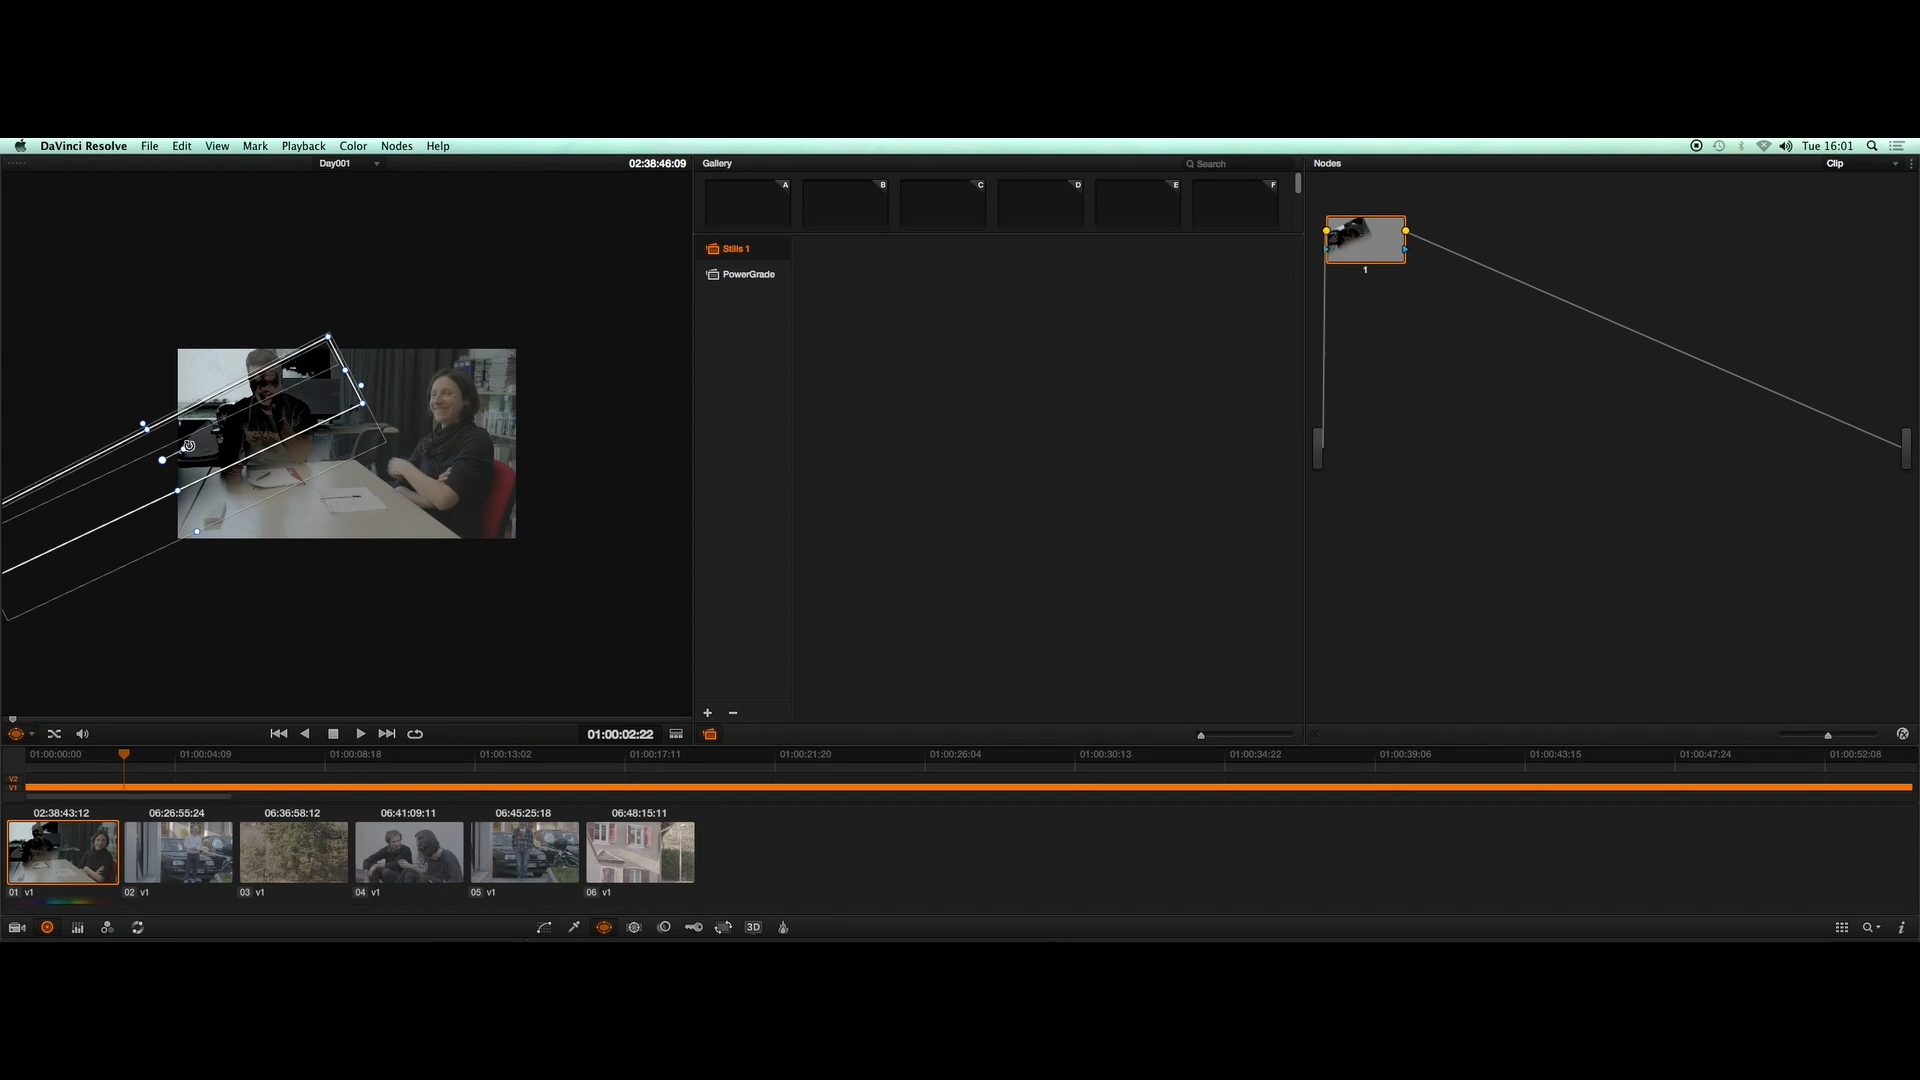 DaVinci Resolve File Edit View Mark Playback Color Nodes Help Tue 16:01
Day001 02:38:46:09 Gallery Search Nodes Clip
A B C D E F
Stills 1
PowerGrade
1
01:00:02:22
01:00:00:00 01:00:04:09 01:00:08:18 01:00:13:02 01:00:17:11 01:00:21:20 01:00:26:04 01:00:30:13 01:00:34:22 01:00:39:06 01:00:43:15 01:00:47:24 01:00:52:08
V2
V1
02:38:43:12 06:26:55:24 06:36:58:12 06:41:09:11 06:45:25:18 06:48:15:11
01 v1 02 v1 03 v1 04 v1 05 v1 06 v1
3D